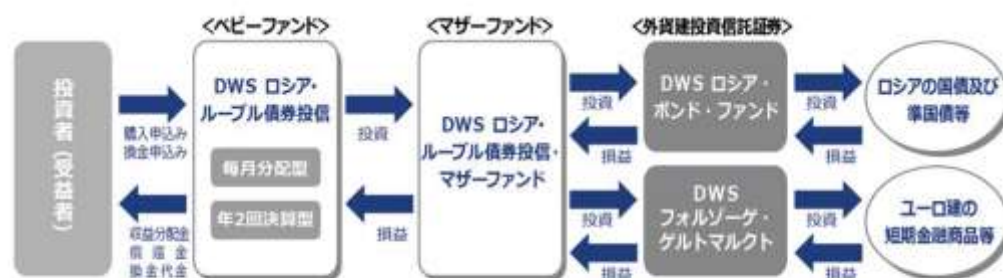 <ベビーファンド>
<マザーファンド>
<外貨建投資信託証券>
投資者(受益者)
購入申込み
換金申込み
収益分配金
償還金
換金代金
DWS ロシア・
ルーブル債券投信
毎月分配型
年2回決算型
投資
損益
DWS ロシア・
ルーブル債券投信・
マザーファンド
投資
損益
投資
損益
DWS ロシア・
ボンド・ファンド
DWS
フォルゾーゲ・
ゲルトマルクト
投資
損益
投資
損益
ロシアの国債及び
準国債等
ユーロ建の
短期金融商品等